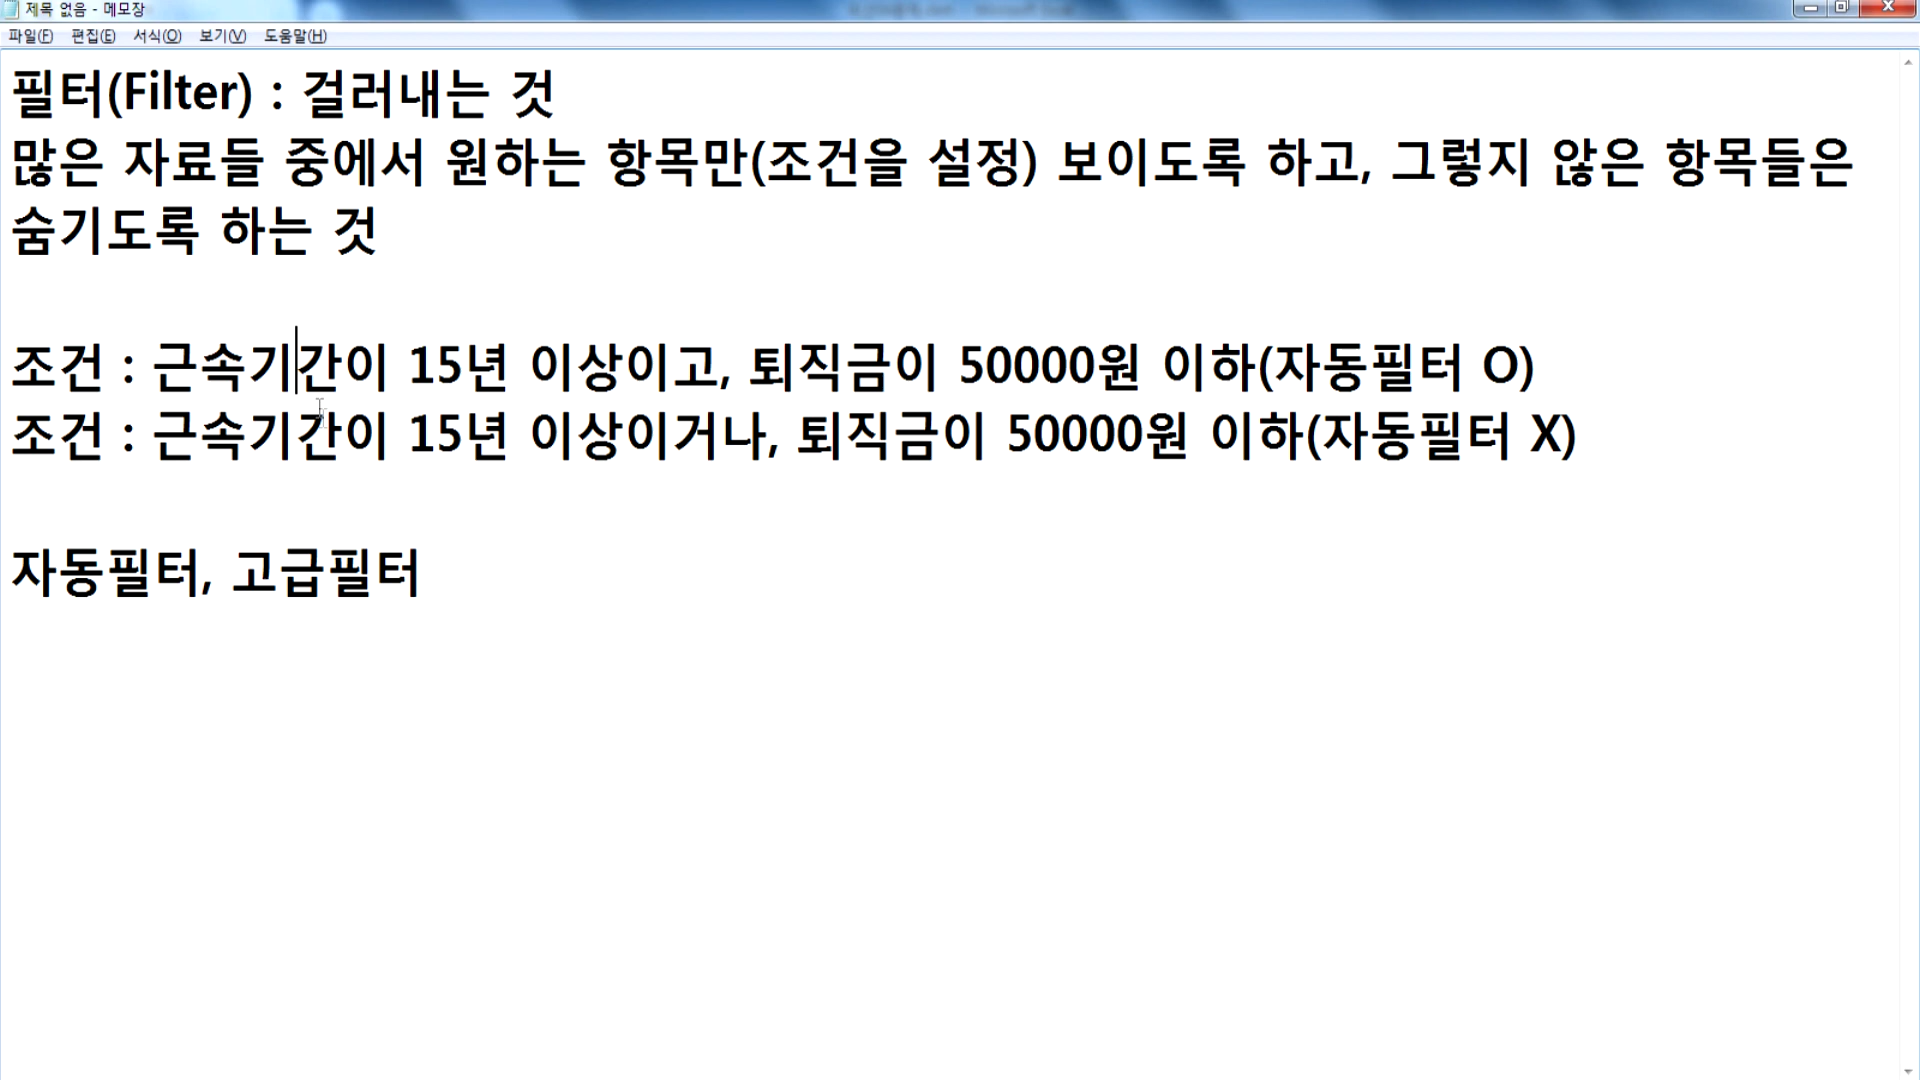 제목 없음 - 메모장
파일(F) 편집(E) 서식(O) 보기(V) 도움말(H)
필터(Filter) : 걸러내는 것
많은 자료들 중에서 원하는 항목만(조건을 설정) 보이도록 하고, 그렇지 않은 항목들은
숨기도록 하는 것
조건 : 근속기간이 15년 이상이고, 퇴직금이 50000원 이하(자동필터 O)
조건 : 근속기간이 15년 이상이거나, 퇴직금이 50000원 이하(자동필터 X)
자동필터, 고급필터